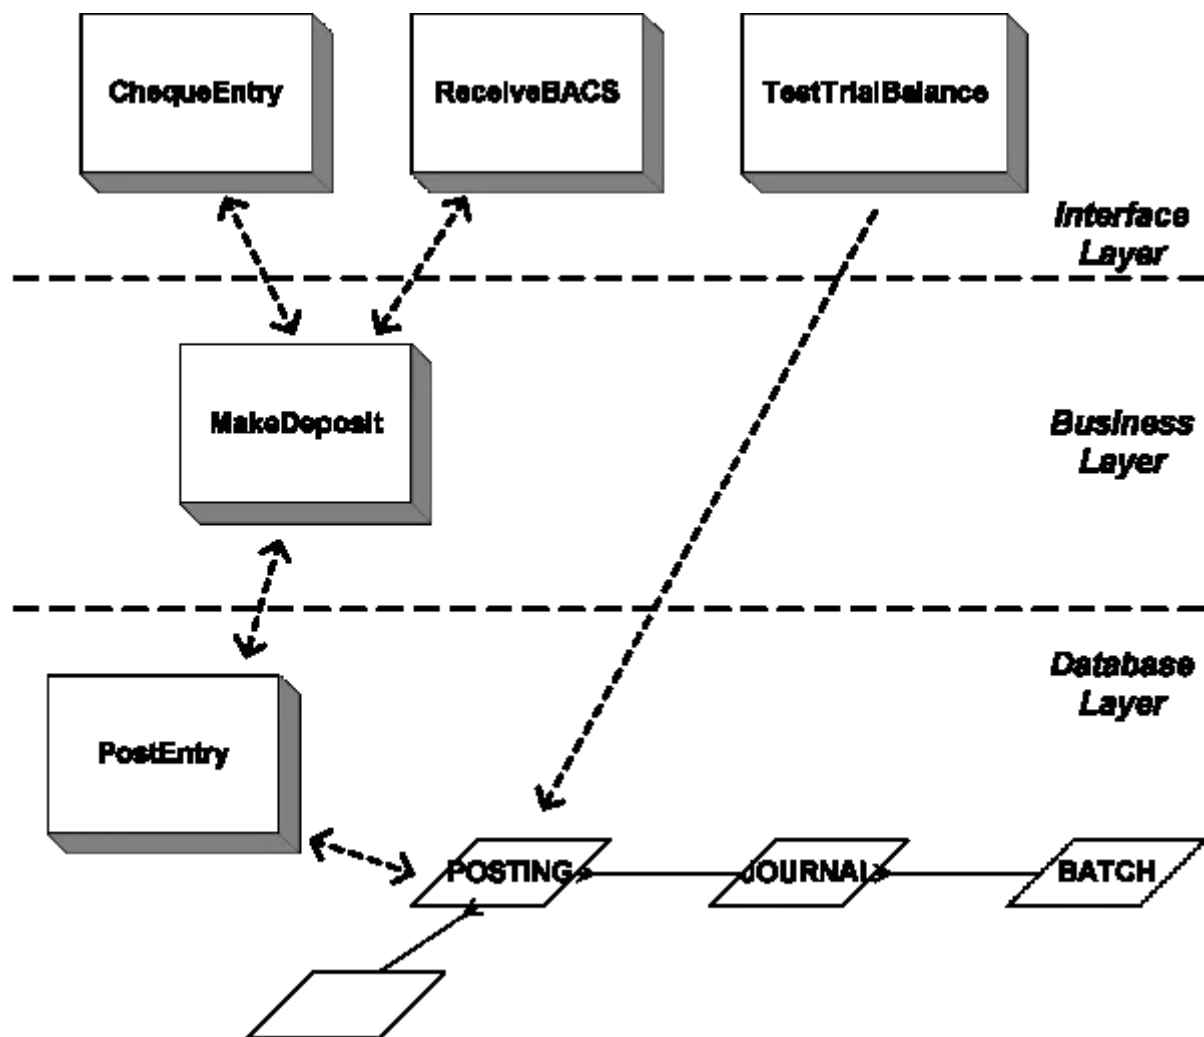 ChequeEntry
ReceiveBACS
TestTrialBalance
Interface
Layer
MakeDeposit
Business
Layer
Database
Layer
PostEntry
POSTING
JOURNAL
BATCH